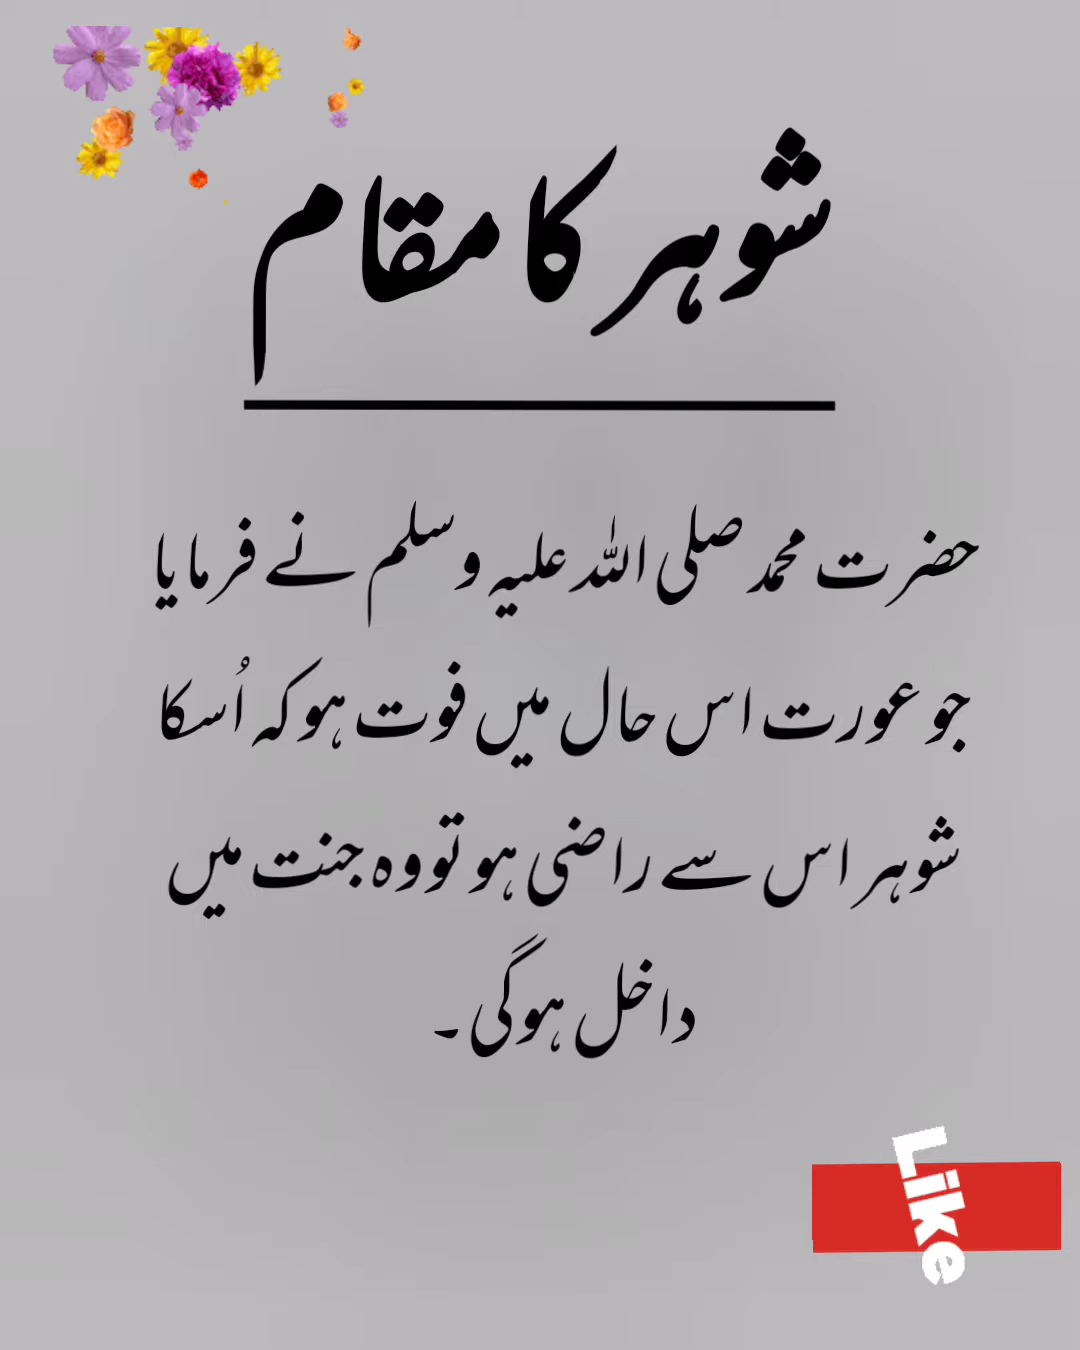 شوہر کا مقام
حضرت محمد صلی اللہ علیہ وسلم نے فرمایا
جو عورت اس حال میں فوت ہو کہ اُسکا
شوہر اس سے راضی ہو تو وہ جنت میں
داخل ہوگی۔
Like